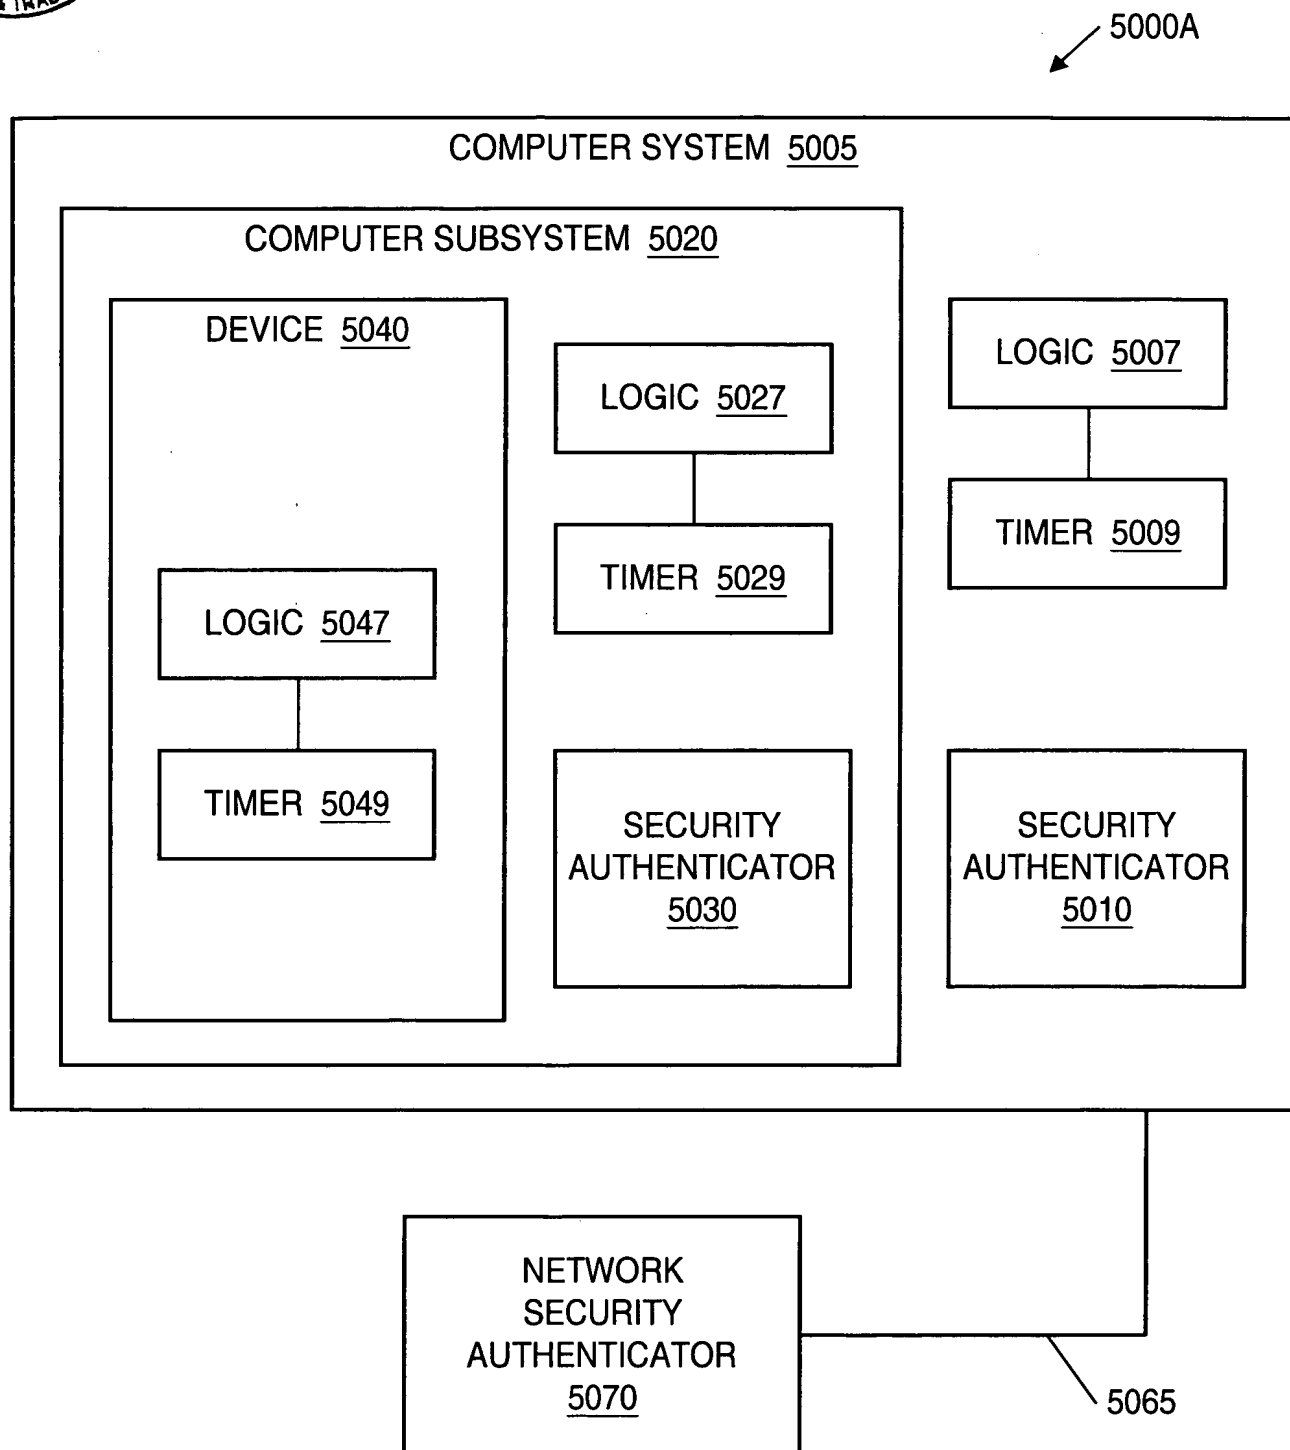 5000A
COMPUTER SYSTEM 5005
COMPUTER SUBSYSTEM 5020
DEVICE 5040
LOGIC 5007
LOGIC 5027
TIMER 5009
TIMER 5029
LOGIC 5047
TIMER 5049
SECURITY
AUTHENTICATOR
5030
SECURITY
AUTHENTICATOR
5010
NETWORK
SECURITY
AUTHENTICATOR
5070
5065